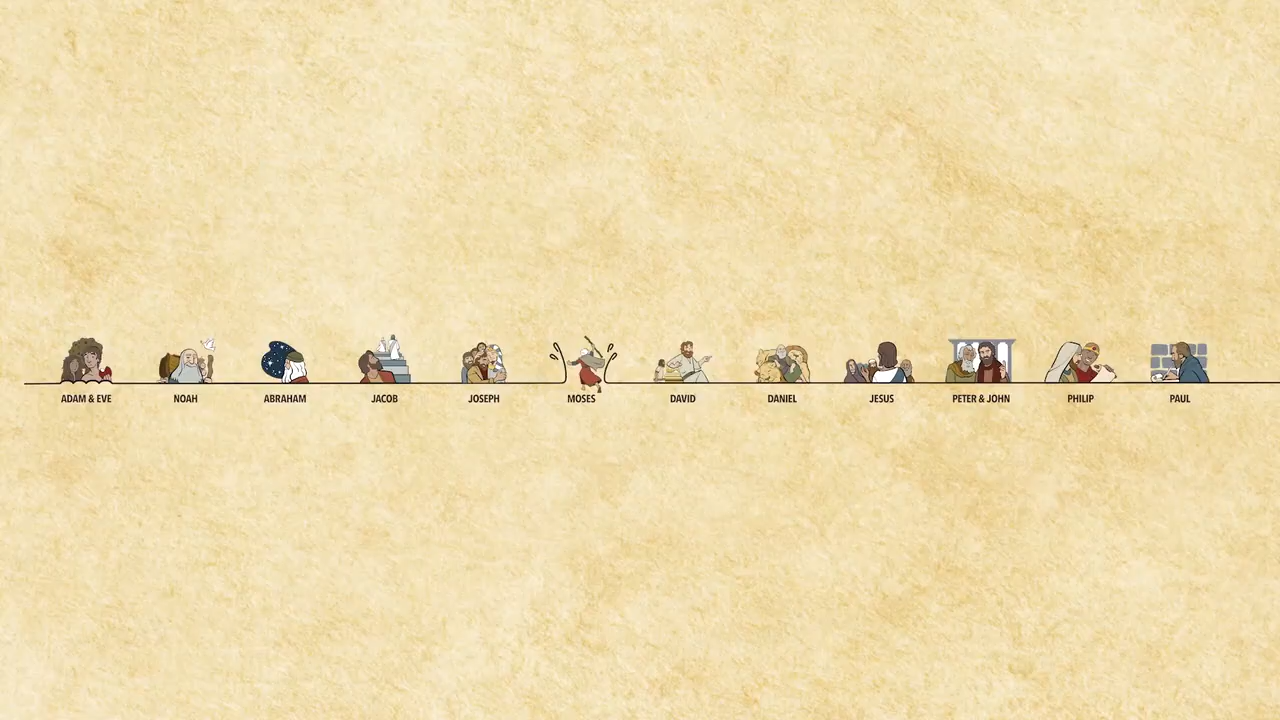 ADAM & EVE
NOAH
ABRAHAM
JACOB
JOSEPH
MOSES
DAVID
DANIEL
JESUS
PETER & JOHN
PHILIP
PAUL